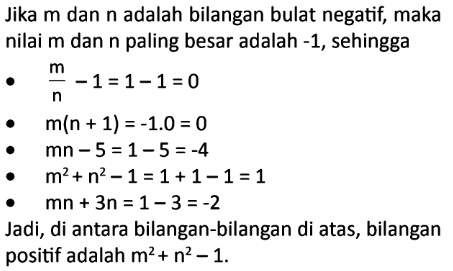 Jika m dan n adalah bilangan bulat negatif, maka
nilai m dan n paling besar adalah -1, sehingga
• m/n – 1 = 1 – 1 = 0
• m(n + 1) = -1.0 = 0
• mn – 5 = 1 – 5 = -4
• m² + n² – 1 = 1 + 1 – 1 = 1
• mn + 3n = 1 – 3 = -2
Jadi, di antara bilangan-bilangan di atas, bilangan
positif adalah m² + n² – 1.